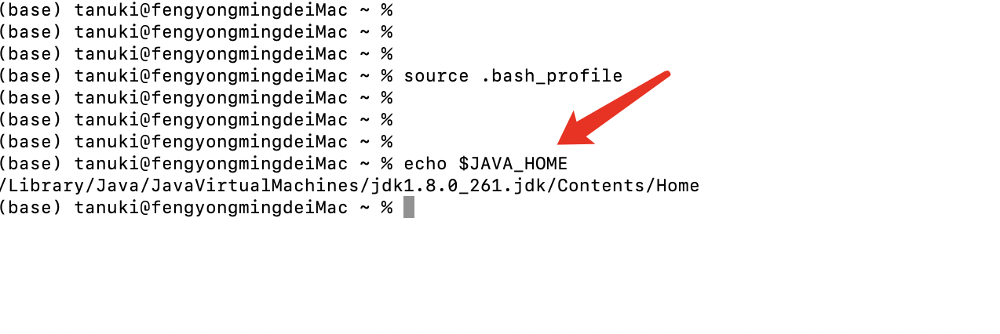 (base) tanuki@fengyongmingdeiMac ~ %
(base) tanuki@fengyongmingdeiMac ~ %
(base) tanuki@fengyongmingdeiMac ~ %
(base) tanuki@fengyongmingdeiMac ~ % source .bash_profile
(base) tanuki@fengyongmingdeiMac ~ %
(base) tanuki@fengyongmingdeiMac ~ %
(base) tanuki@fengyongmingdeiMac ~ %
(base) tanuki@fengyongmingdeiMac ~ % echo $JAVA_HOME
/Library/Java/JavaVirtualMachines/jdk1.8.0_261.jdk/Contents/Home
(base) tanuki@fengyongmingdeiMac ~ %